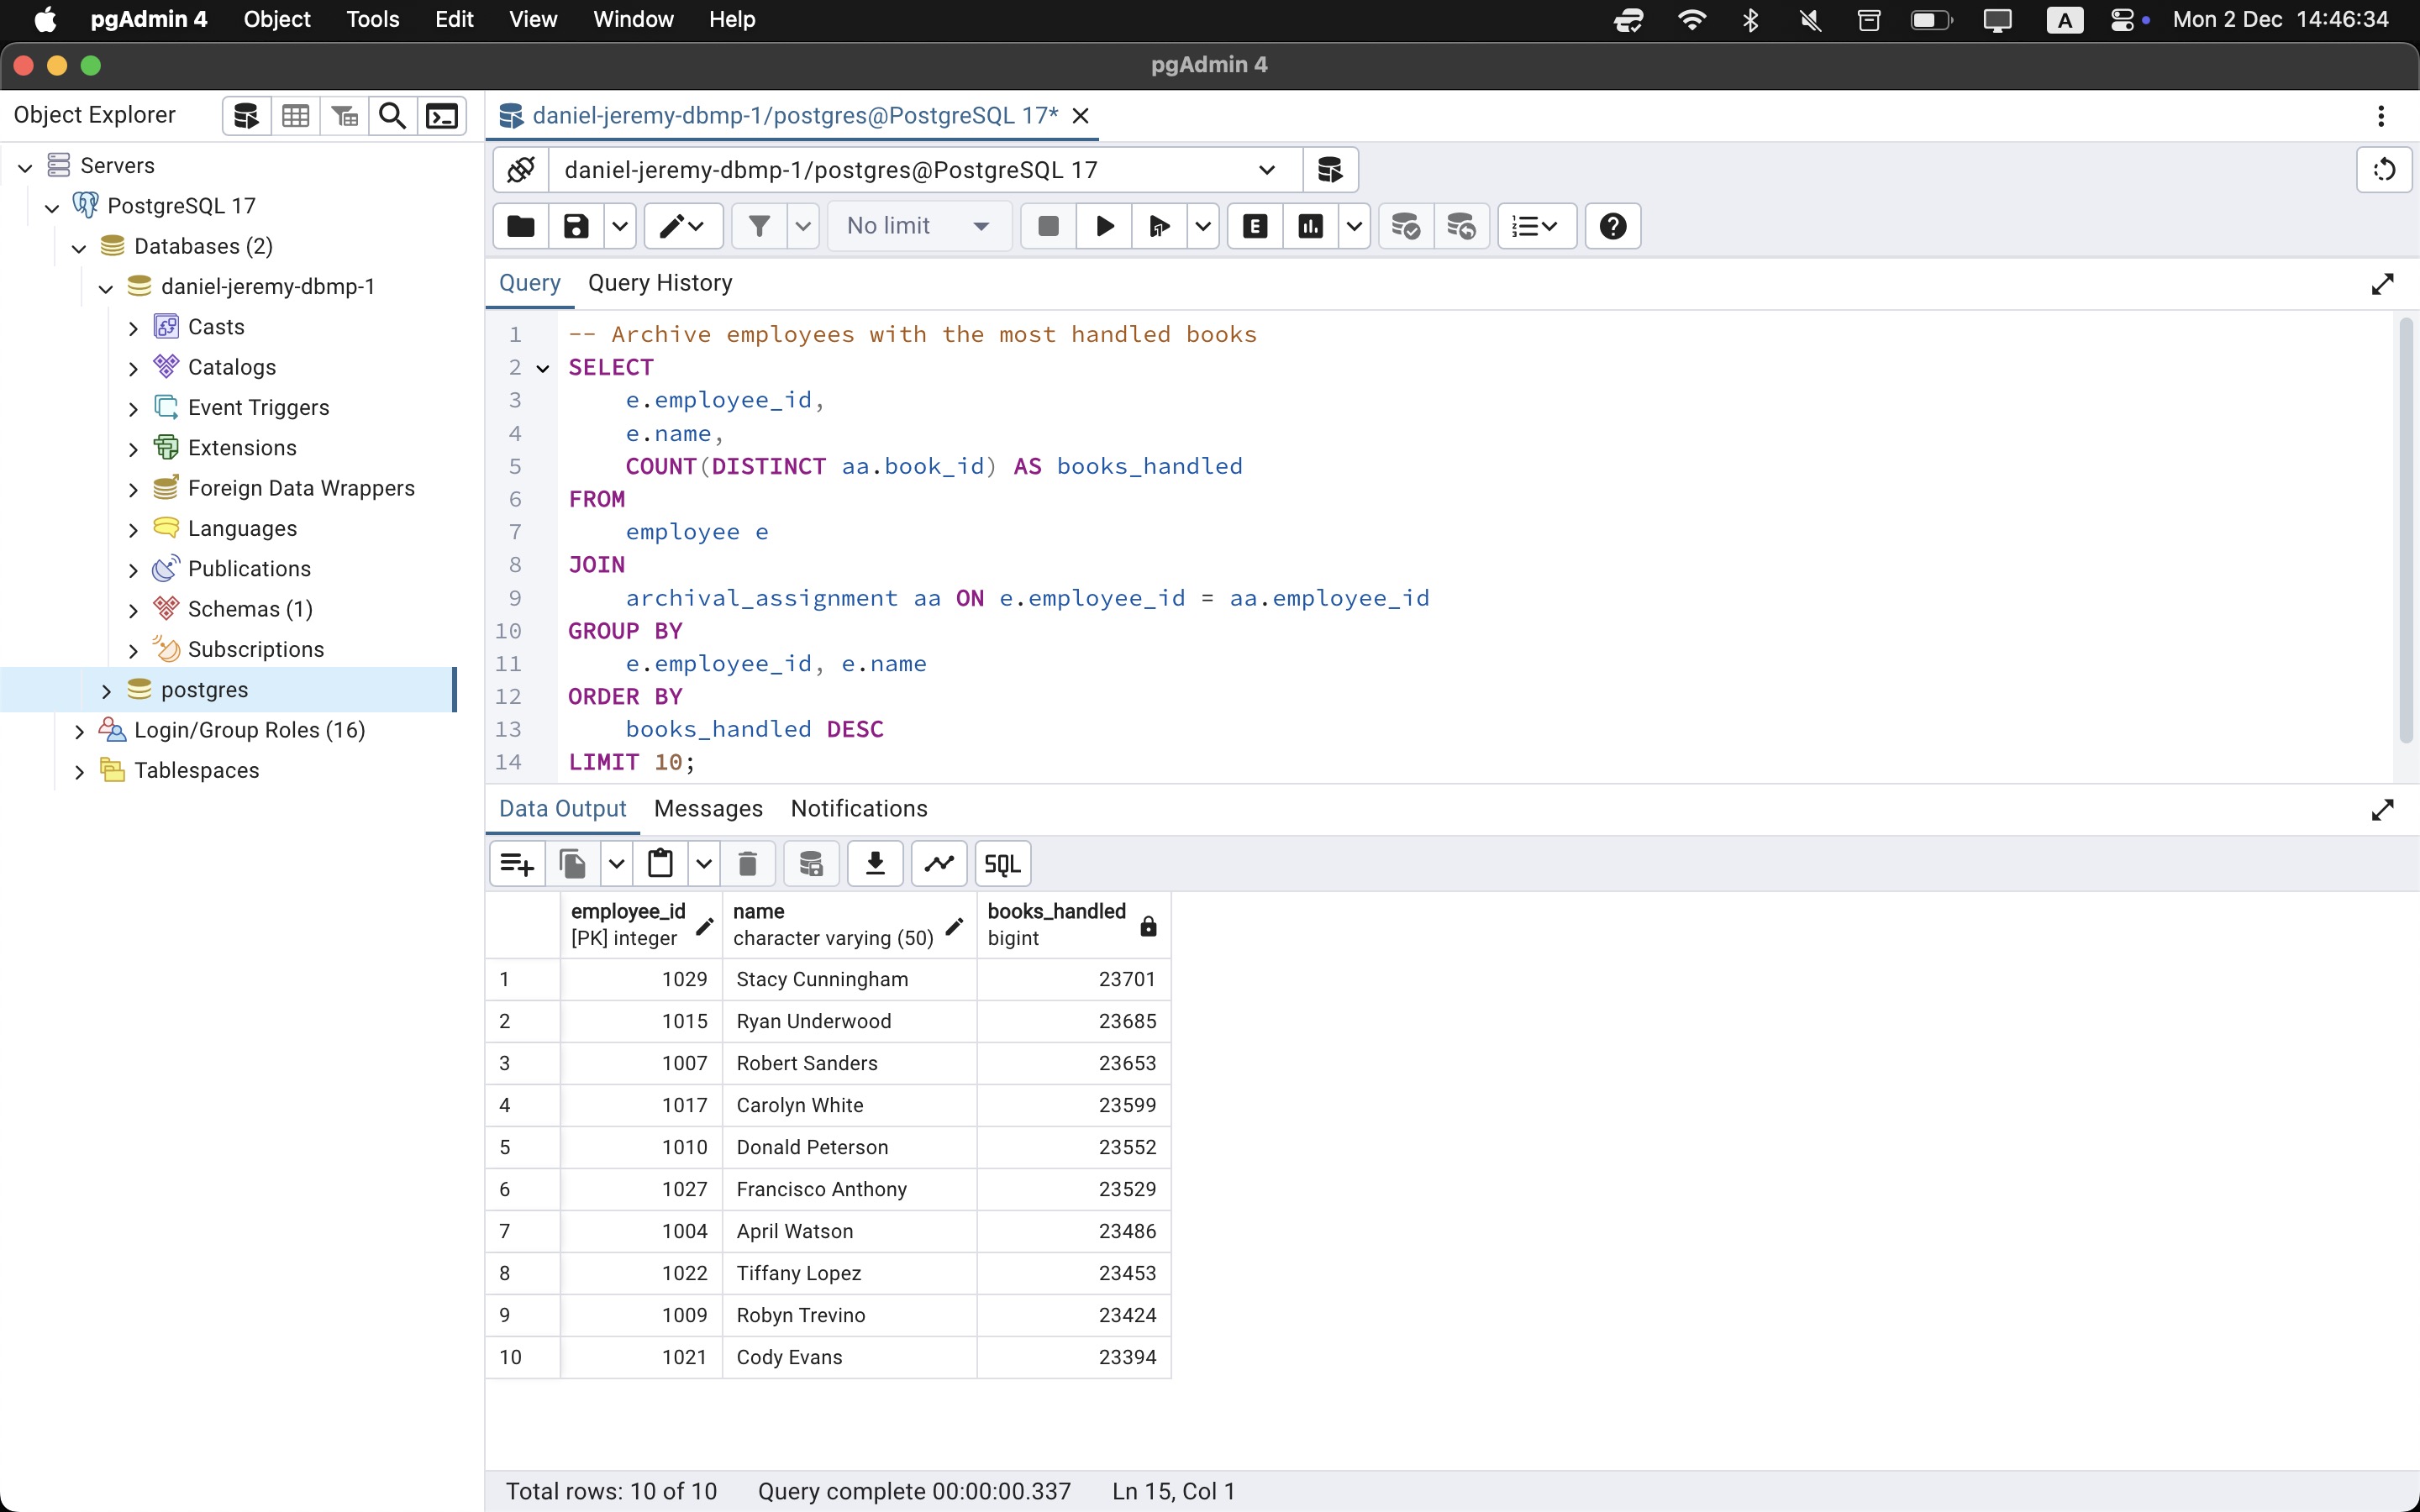 pgAdmin 4 Object Tools Edit View Window Help A Mon 2 Dec 14:46:34
pgAdmin 4
Object Explorer
daniel-jeremy-dbmp-1/postgres@PostgreSQL 17*
Servers
PostgreSQL 17
Databases (2)
daniel-jeremy-dbmp-1
Casts
Catalogs
Event Triggers
Extensions
Foreign Data Wrappers
Languages
Publications
Schemas (1)
Subscriptions
postgres
Login/Group Roles (16)
Tablespaces
daniel-jeremy-dbmp-1/postgres@PostgreSQL 17
No limit E
Query Query History
1 -- Archive employees with the most handled books
2 SELECT
3 e.employee_id,
4 e.name,
5 COUNT(DISTINCT aa.book_id) AS books_handled
6 FROM
7 employee e
8 JOIN
9 archival_assignment aa ON e.employee_id = aa.employee_id
10 GROUP BY
11 e.employee_id, e.name
12 ORDER BY
13 books_handled DESC
14 LIMIT 10;
Data Output Messages Notifications
SQL
employee_id name books_handled
[PK] integer character varying (50) bigint
1 1029 Stacy Cunningham 23701
2 1015 Ryan Underwood 23685
3 1007 Robert Sanders 23653
4 1017 Carolyn White 23599
5 1010 Donald Peterson 23552
6 1027 Francisco Anthony 23529
7 1004 April Watson 23486
8 1022 Tiffany Lopez 23453
9 1009 Robyn Trevino 23424
10 1021 Cody Evans 23394
Total rows: 10 of 10 Query complete 00:00:00.337 Ln 15, Col 1